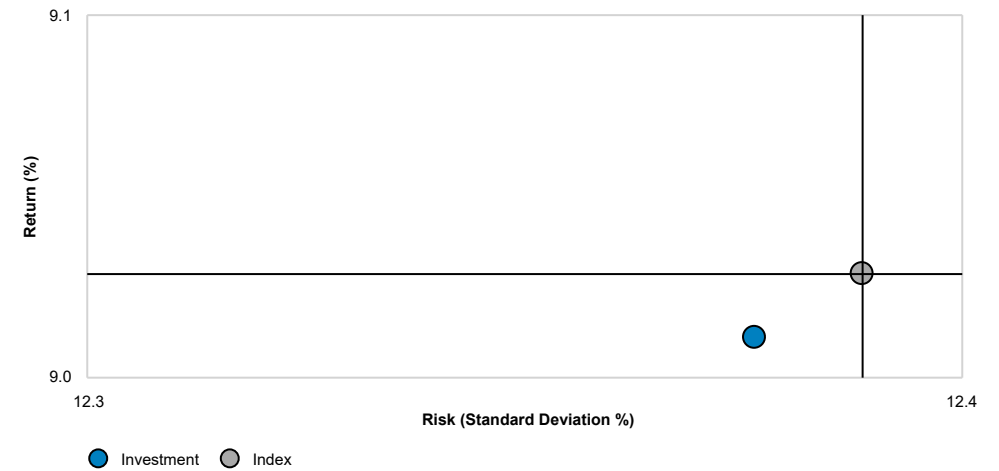 9.1
Return (%)
9.0
12.3
12.4
Risk (Standard Deviation %)
Investment
Index